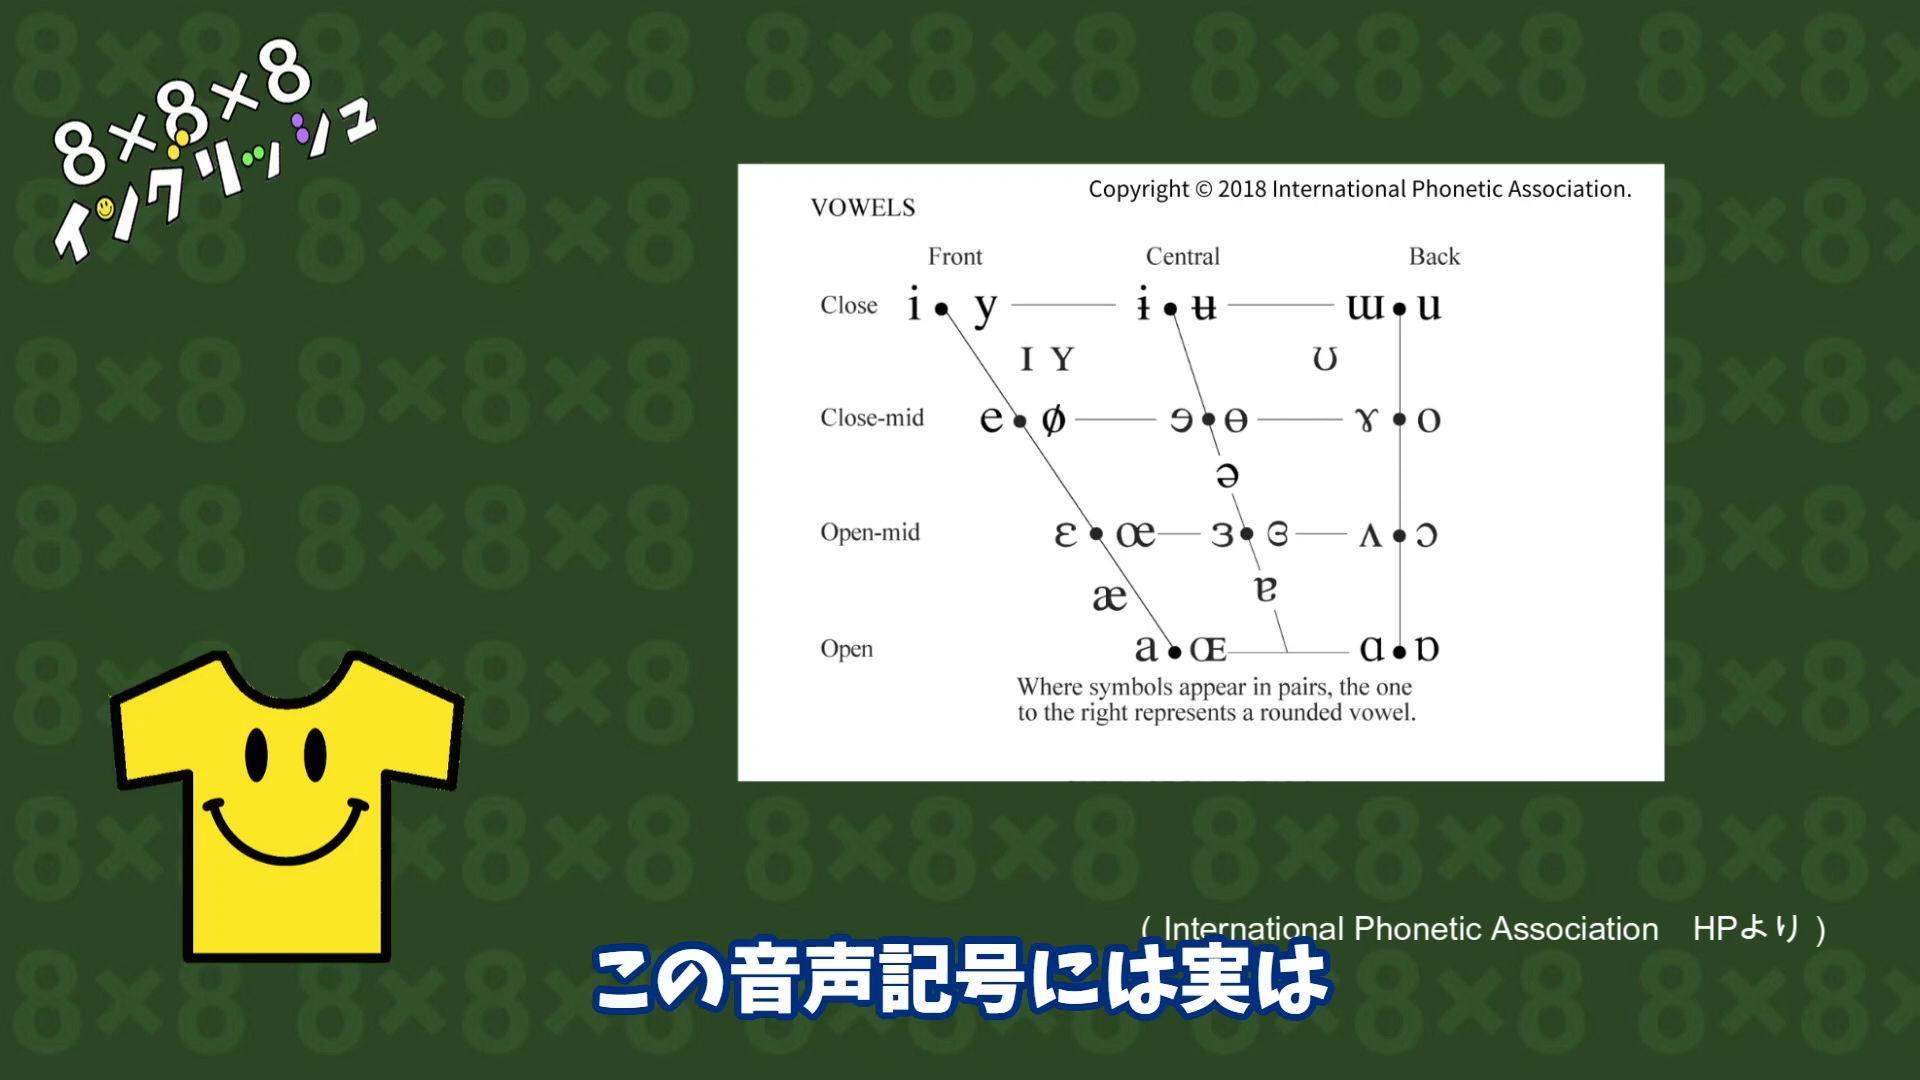 8×8×8
イングリッシュ
Copyright © 2018 International Phonetic Association.
VOWELS
Front Central Back
Close i • y ɨ • ʉ ɯ • u
ɪ ʏ ʊ
Close-mid e • ø ɘ • ɵ ɤ • o
ə
Open-mid ɛ • œ ɜ • ɞ ʌ • ɔ
æ ɐ
Open a • ɶ ɑ • ɒ
Where symbols appear in pairs, the one
to the right represents a rounded vowel.
( International Phonetic Association　HPより )
この音声記号には実は